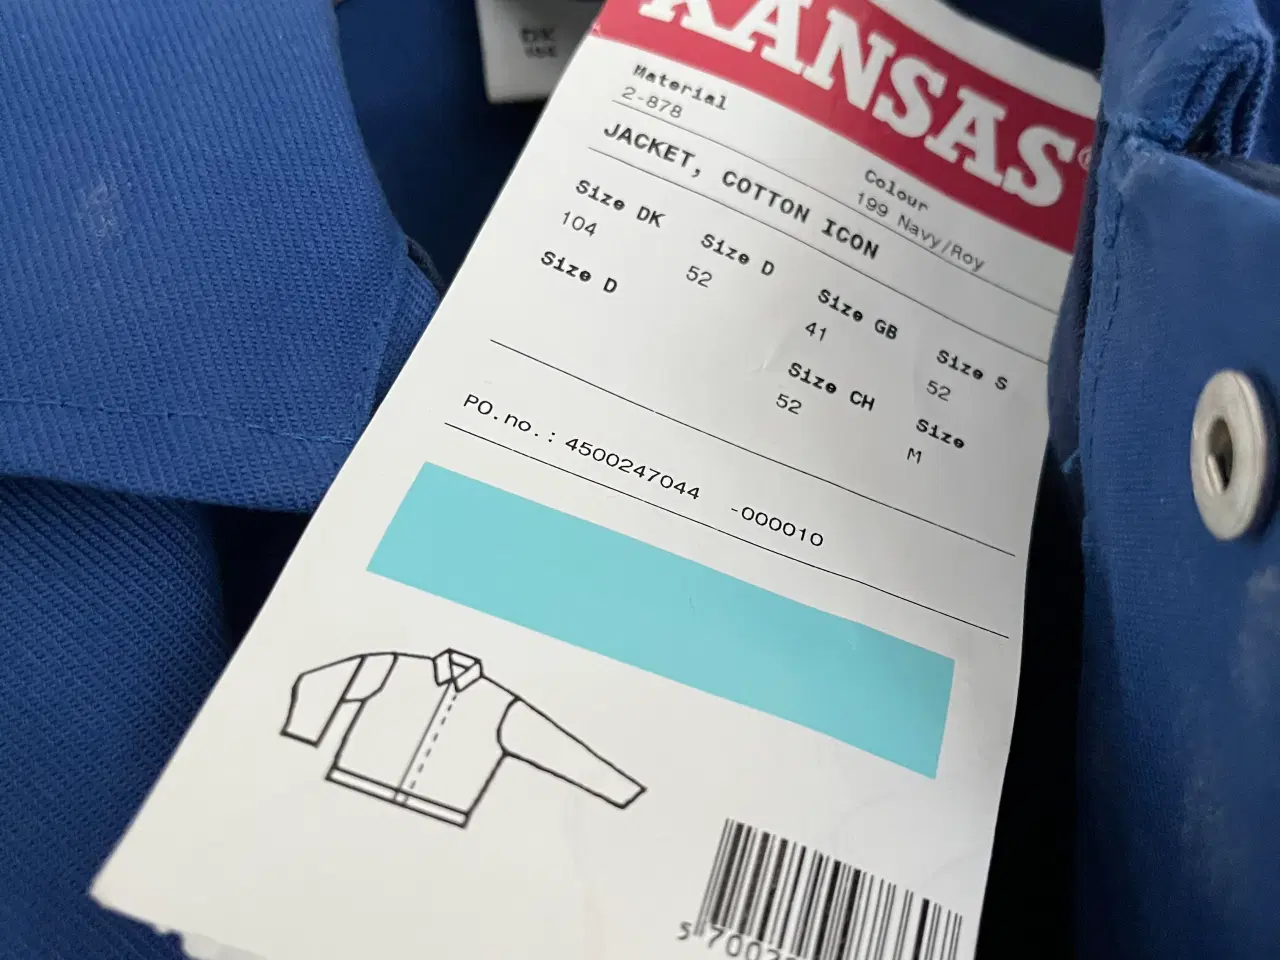 KANSAS®
Material
2-878
Colour
199 Navy/Roy
JACKET, COTTON ICON
Size DK
104
Size D
52
Size GB
41
Size S
52
Size D
Size CH
52
Size
M
PO.no.: 4500247044 -000010
DK